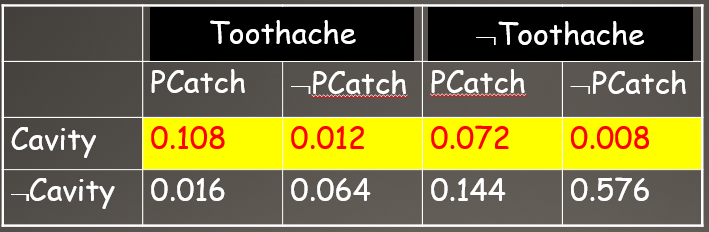 Toothache ¬Toothache
PCatch ¬PCatch PCatch ¬PCatch
Cavity 0.108 0.012 0.072 0.008
¬Cavity 0.016 0.064 0.144 0.576